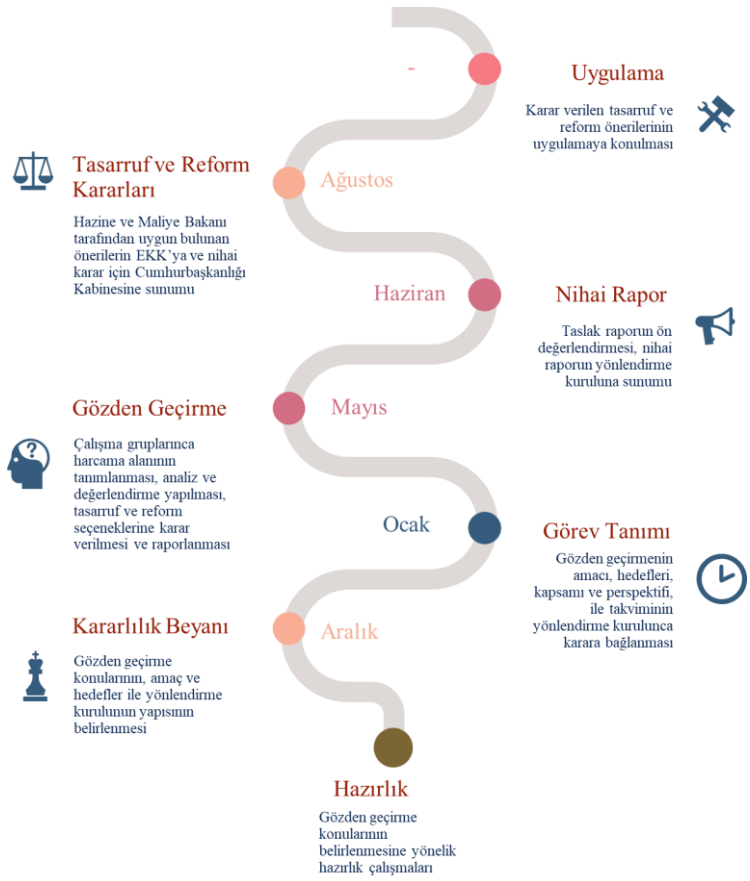 -
Uygulama
Karar verilen tasarruf ve
reform önerilerinin
uygulamaya konulması
Tasarruf ve Reform
Kararları
Ağustos
Hazine ve Maliye Bakanı
tarafından uygun bulunan
önerilerin EKK’ya ve nihai
karar için Cumhurbaşkanlığı
Kabinesine sunumu
Haziran
Nihai Rapor
Taslak raporun ön
değerlendirmesi, nihai
raporun yönlendirme
kuruluna sunumu
Gözden Geçirme
Mayıs
Çalışma gruplarınca
harcama alanının
tanımlanması, analiz ve
değerlendirme yapılması,
tasarruf ve reform
seçeneklerine karar
verilmesi ve raporlanması
Ocak
Görev Tanımı
Gözden geçirmenin
amacı, hedefleri,
kapsamı ve perspektifi,
ile takviminin
yönlendirme kurulunca
karara bağlanması
Kararlılık Beyanı
Aralık
Gözden geçirme
konularının, amaç ve
hedefler ile yönlendirme
kurulunun yapısının
belirlenmesi
Hazırlık
Gözden geçirme
konularının
belirlenmesine yönelik
hazırlık çalışmaları